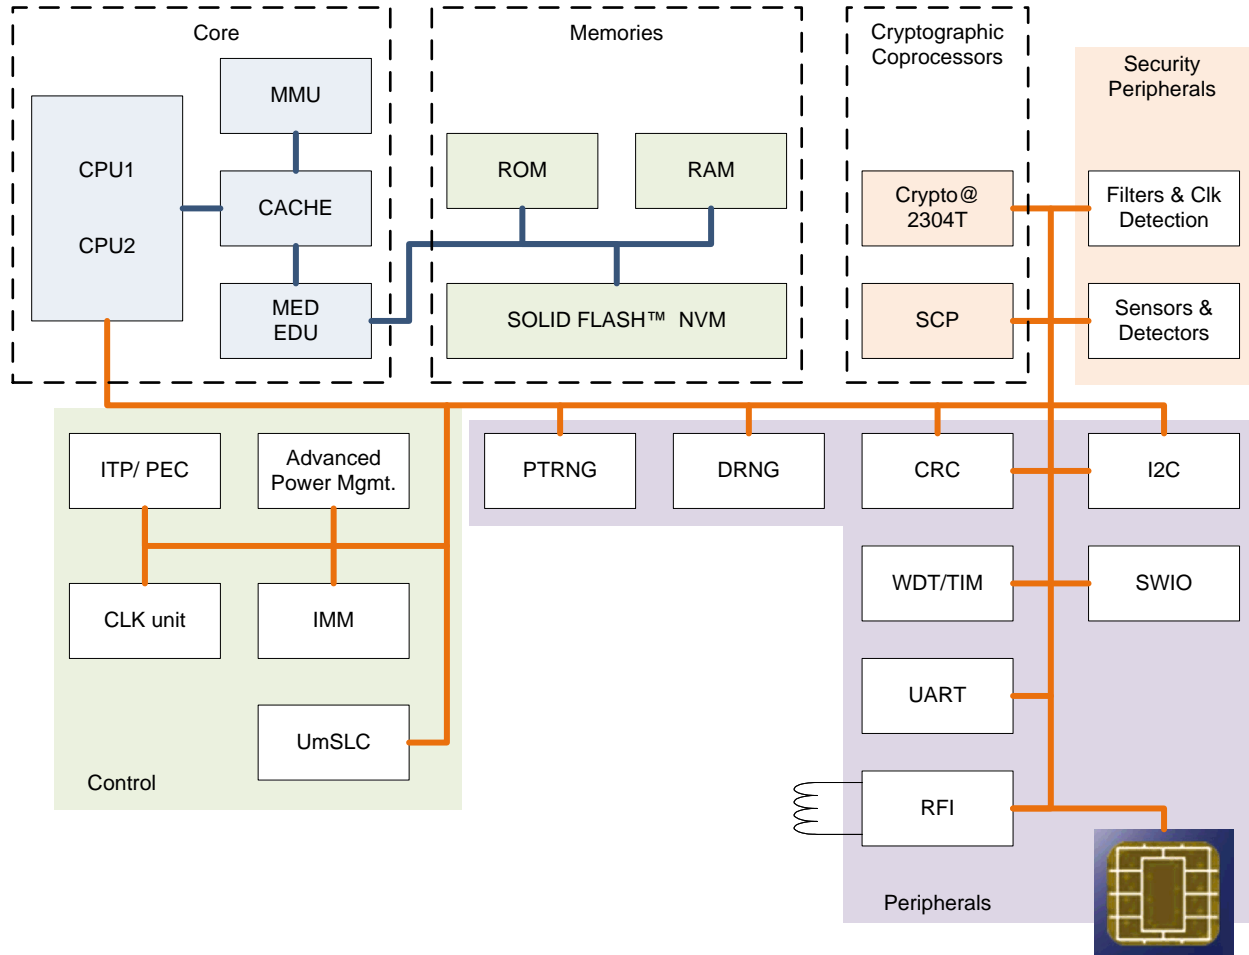 Core
MMU
CPU1
CACHE
CPU2
MED
EDU
Memories
ROM
RAM
SOLID FLASH™ NVM
Cryptographic
Coprocessors
Crypto@
2304T
SCP
Security
Peripherals
Filters & Clk
Detection
Sensors &
Detectors
ITP/ PEC
Advanced
Power Mgmt.
CLK unit
IMM
UmSLC
Control
PTRNG
DRNG
CRC
I2C
WDT/TIM
SWIO
UART
RFI
Peripherals